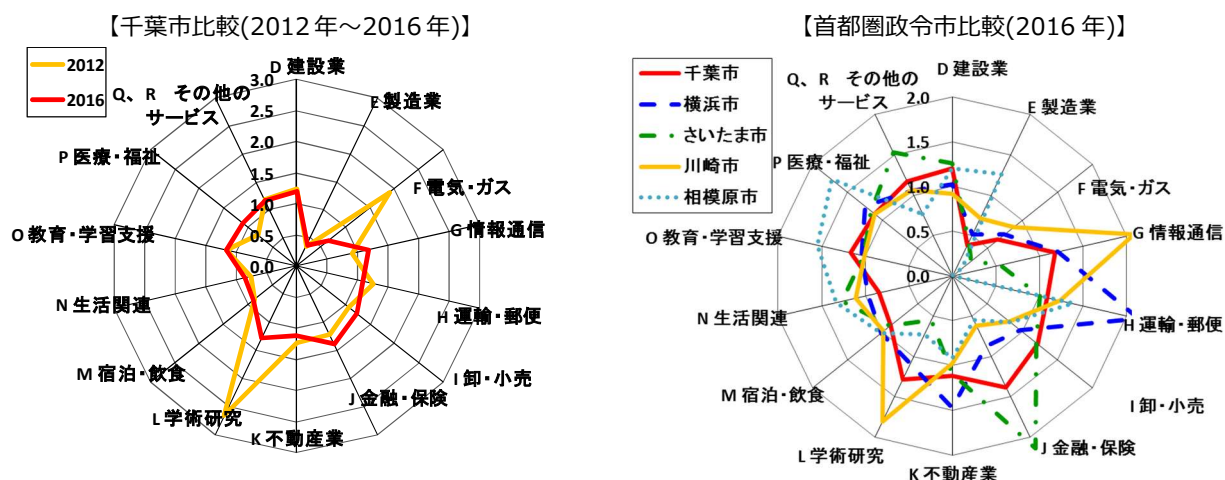 【千葉市比較(2012年～2016年)】
2012
2016
D 建設業
E 製造業
F 電気・ガス
G 情報通信
H 運輸・郵便
I 卸・小売
J 金融・保険
K 不動産業
L 学術研究
M 宿泊・飲食
N 生活関連
O 教育・学習支援
P 医療・福祉
Q、R その他の
サービス
3.0
2.5
2.0
1.5
1.0
0.5
0.0
【首都圏政令市比較(2016年)】
千葉市
横浜市
さいたま市
川崎市
相模原市
D 建設業
E 製造業
F 電気・ガス
G 情報通信
H 運輸・郵便
I 卸・小売
J 金融・保険
K 不動産業
L 学術研究
M 宿泊・飲食
N 生活関連
O 教育・学習支援
P 医療・福祉
Q、R その他の
サービス
2.0
1.5
1.0
0.5
0.0